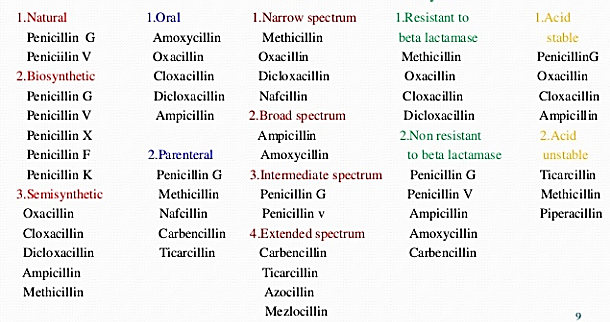 1.Natural
Penicillin G
Penicillin V
2.Biosynthetic
Penicillin G
Penicillin V
Penicillin X
Penicillin F
Penicillin K
3.Semisynthetic
Oxacillin
Cloxacillin
Dicloxacillin
Ampicillin
Methicillin
1.Oral
Amoxycillin
Oxacillin
Cloxacillin
Dicloxacillin
Ampicillin
2.Parenteral
Penicillin G
Methicillin
Nafcillin
Carbencillin
Ticarcillin
1.Narrow spectrum
Methicillin
Oxacillin
Dicloxacillin
Nafcillin
2.Broad spectrum
Ampicillin
Amoxycillin
3.Intermediate spectrum
Penicillin G
Penicillin v
4.Extended spectrum
Carbencillin
Ticarcillin
Azocillin
Mezlocillin
1.Resistant to
beta lactamase
Methicillin
Oxacillin
Cloxacillin
Dicloxacillin
2.Non resistant
to beta lactamase
Penicillin G
Penicillin V
Ampicillin
Amoxycillin
Carbencillin
1.Acid
stable
PenicillinG
Oxacillin
Cloxacillin
Ampicillin
2.Acid
unstable
Ticarcillin
Methicillin
Piperacillin
9